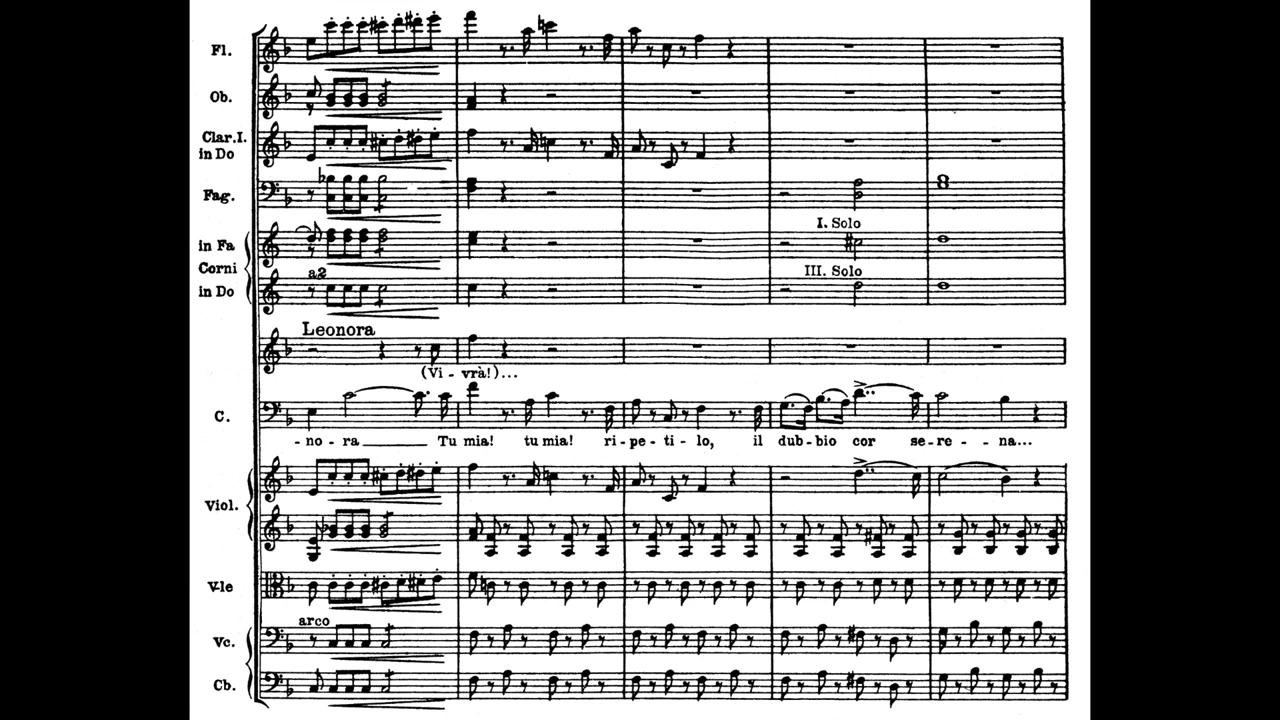 Fl.
Ob.
Clar. I.
in Do
Fag.
I. Solo
in Fa
Corni
III. Solo
a2
in Do
Leonora
(Vi - vrà!)...
C.
- no - ra Tu mia! tu mia! ri - pe - ti - lo, il dub - bio cor se - re - na...
Viol.
V-le
arco
Vc.
Cb.